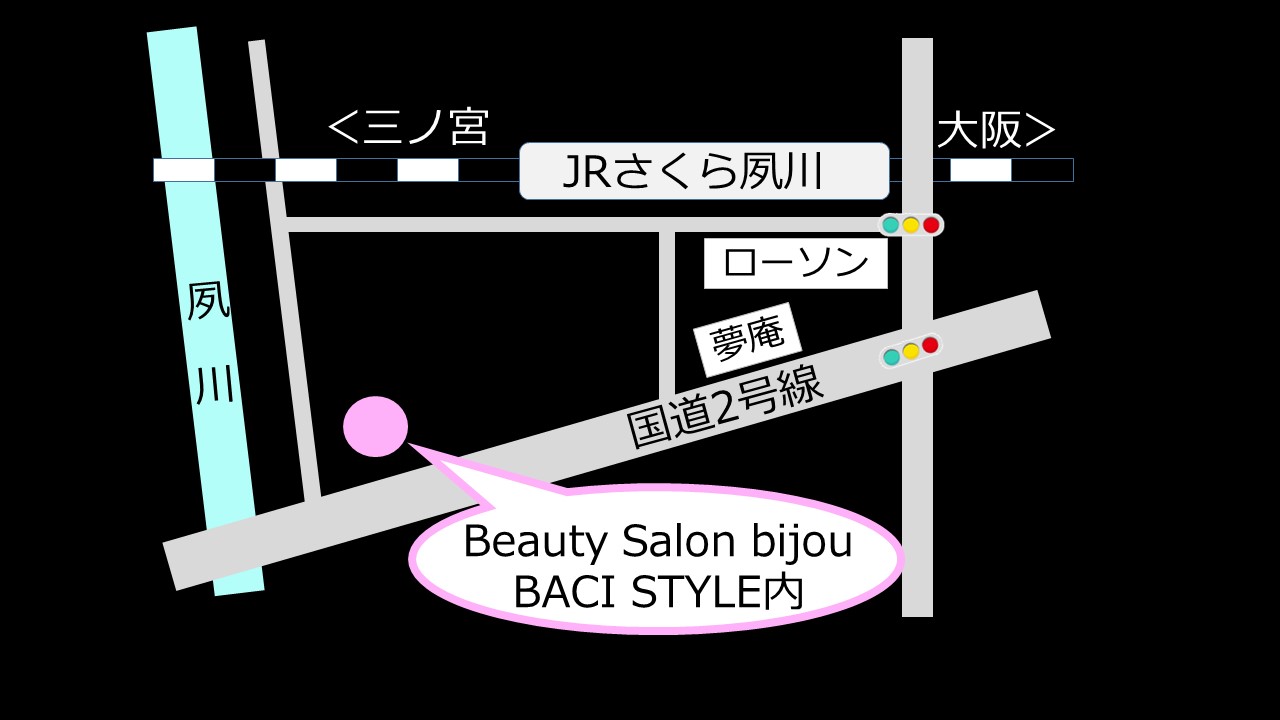 ＜三ノ宮
大阪＞
JRさくら夙川
ローソン
夙川
夢庵
国道2号線
Beauty Salon bijou
BACI STYLE内